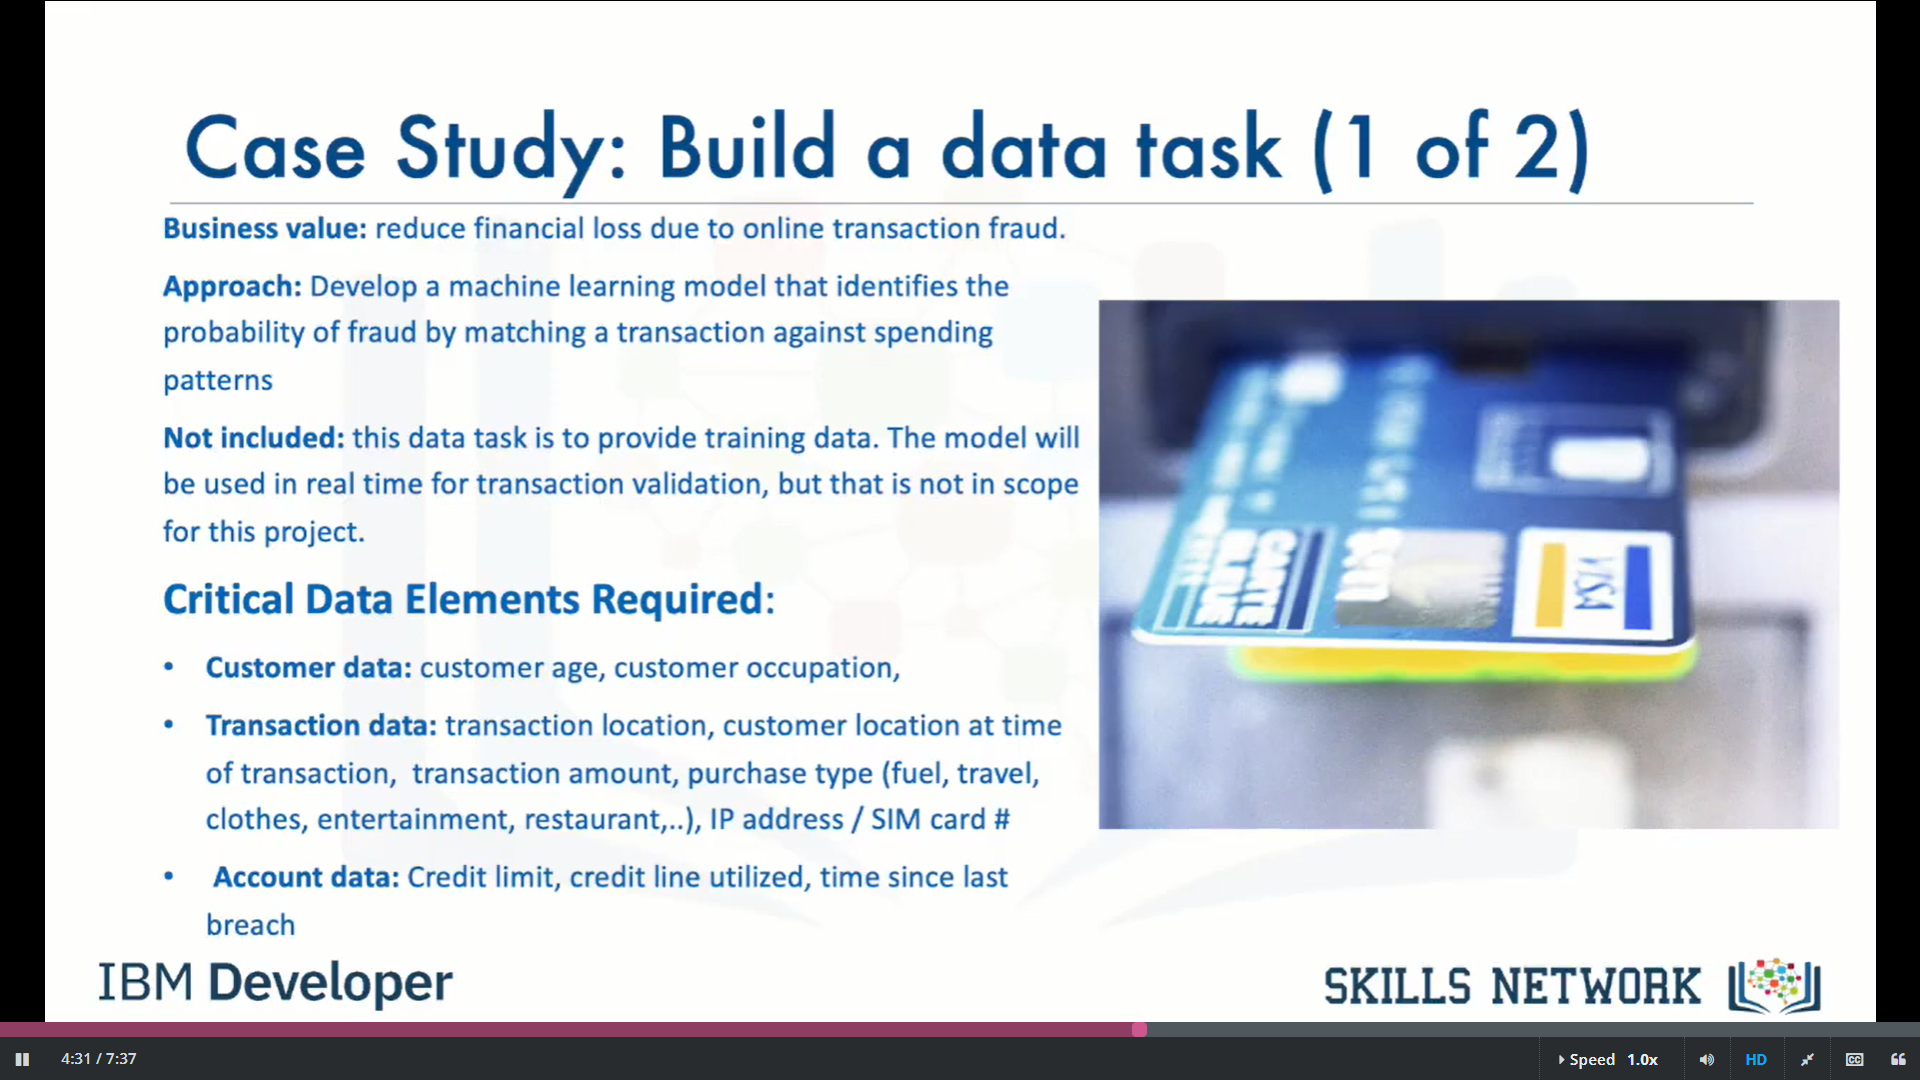 Case Study: Build a data task (1 of 2)
Business value: reduce financial loss due to online transaction fraud.
Approach: Develop a machine learning model that identifies the
probability of fraud by matching a transaction against spending
patterns
Not included: this data task is to provide training data. The model will
be used in real time for transaction validation, but that is not in scope
for this project.
Critical Data Elements Required:
• Customer data: customer age, customer occupation,
• Transaction data: transaction location, customer location at time
of transaction,  transaction amount, purchase type (fuel, travel,
clothes, entertainment, restaurant,..), IP address / SIM card #
• Account data: Credit limit, credit line utilized, time since last
breach
CARTE
BLEUE
VISA
IBM Developer
SKILLS NETWORK
4:31 / 7:37
Speed 1.0x
HD
CC